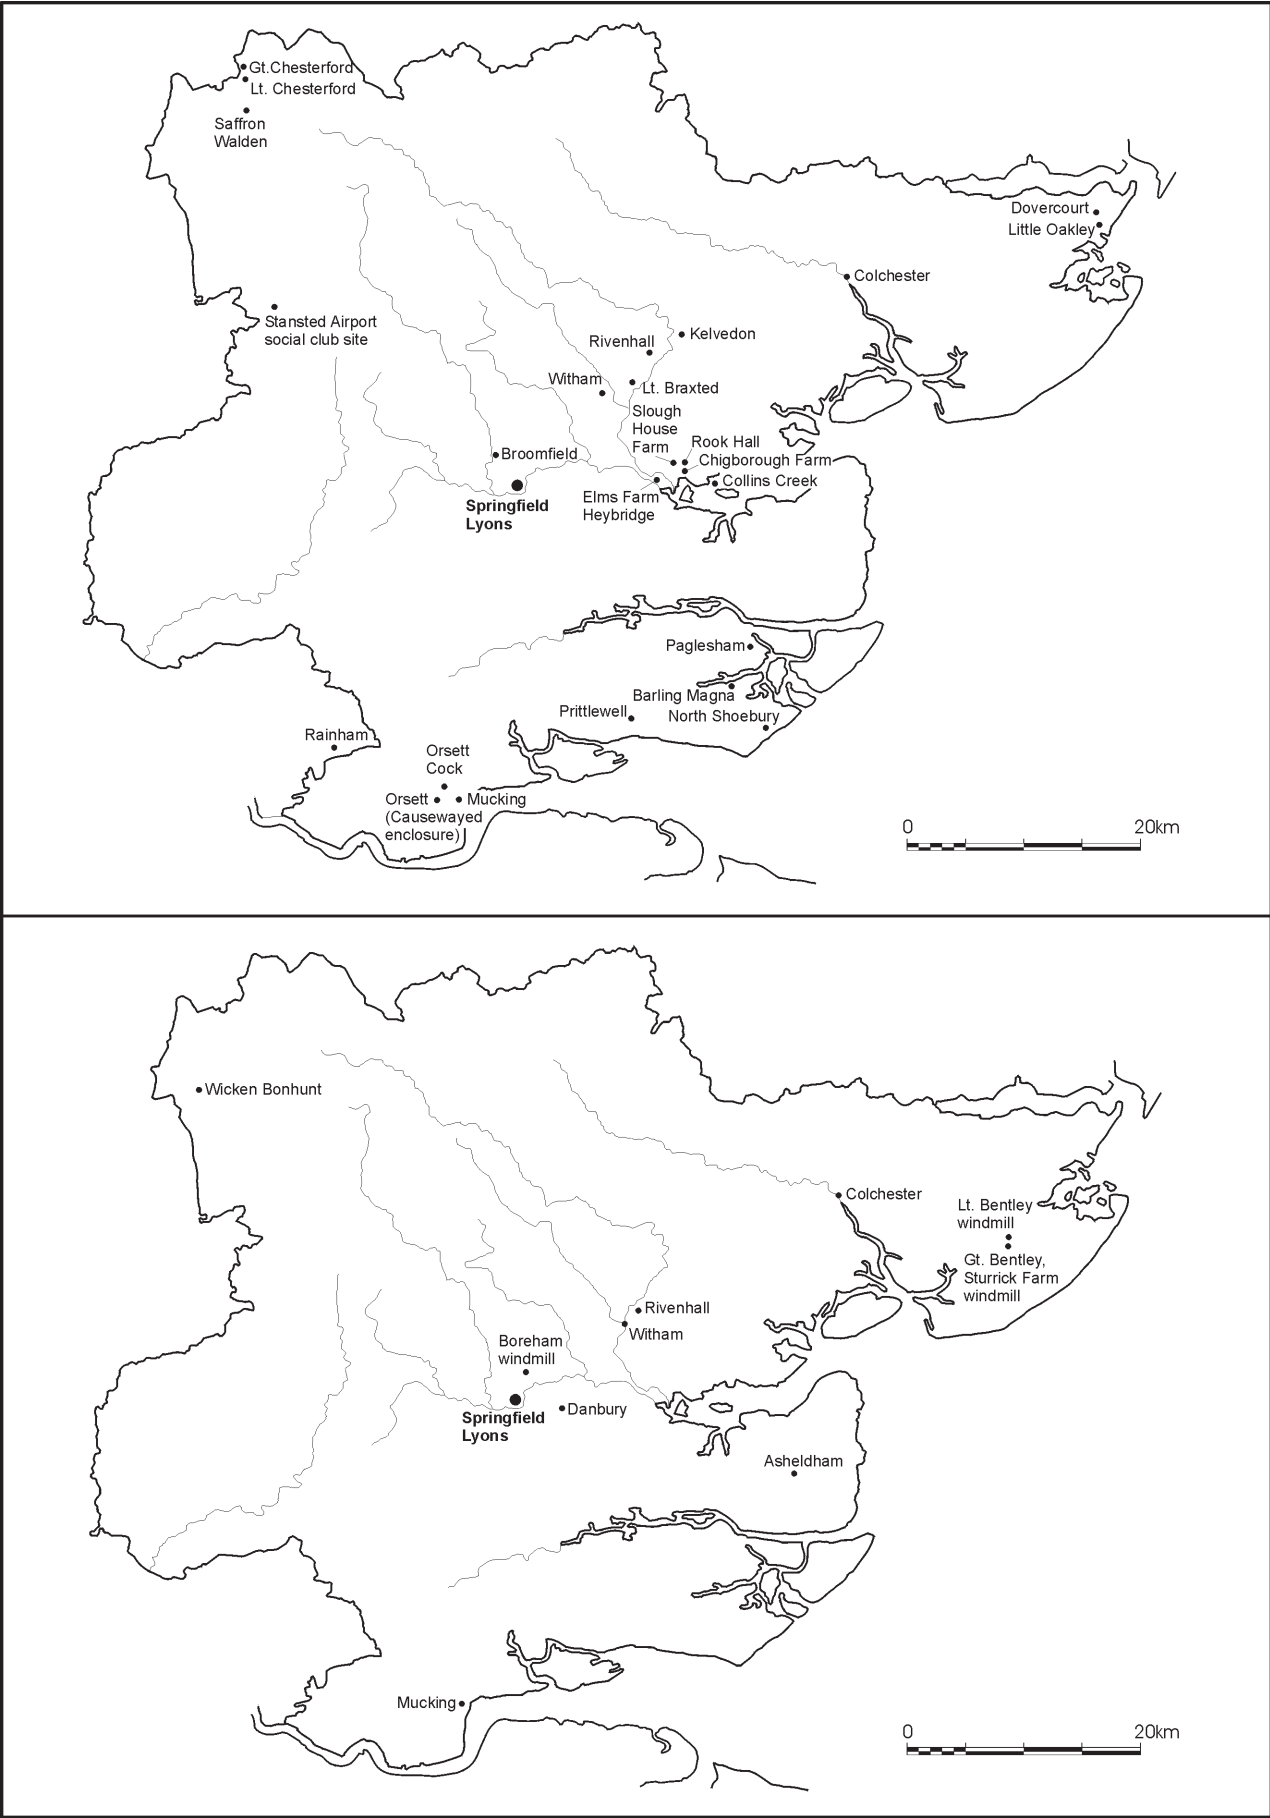 Gt.Chesterford
Lt. Chesterford
Saffron
Walden
Dovercourt
Little Oakley
Colchester
Stansted Airport
social club site
Kelvedon
Rivenhall
Witham
Lt. Braxted
Slough
House
Farm
Rook Hall
Chigborough Farm
Collins Creek
Broomfield
Springfield
Lyons
Elms Farm
Heybridge
Paglesham
Barling Magna
Prittlewell
North Shoebury
Rainham
Orsett
Cock
Orsett
(Causewayed
enclosure)
Mucking
0
20km
Wicken Bonhunt
Colchester
Lt. Bentley
windmill
Gt. Bentley,
Sturrick Farm
windmill
Rivenhall
Witham
Boreham
windmill
Springfield
Lyons
Danbury
Asheldham
Mucking
0
20km